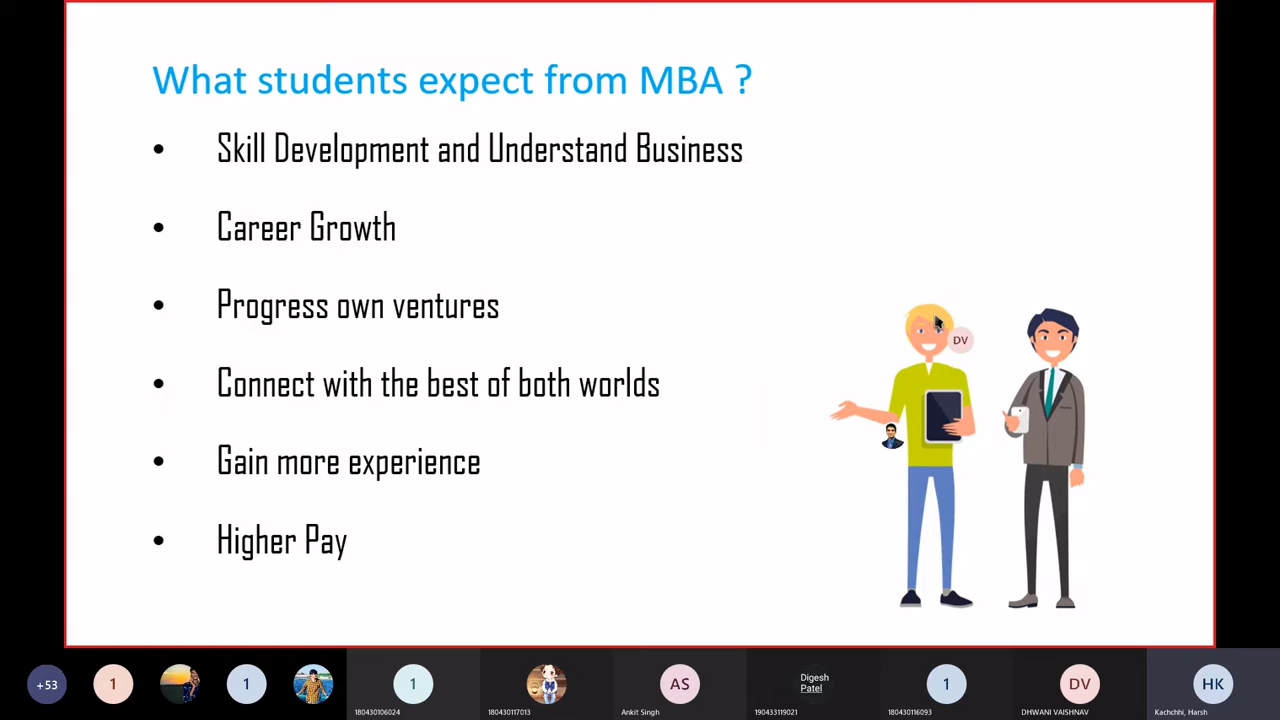 What students expect from MBA ?
• Skill Development and Understand Business
• Career Growth
• Progress own ventures
• Connect with the best of both worlds
• Gain more experience
• Higher Pay
DV
+53
1
1
1
180430106024
180430117013
AS
Ankit Singh
Digesh
Patel
190433119021
1
180430116093
DV
DHWANI VAISHNAV
HK
Kachchhi, Harsh